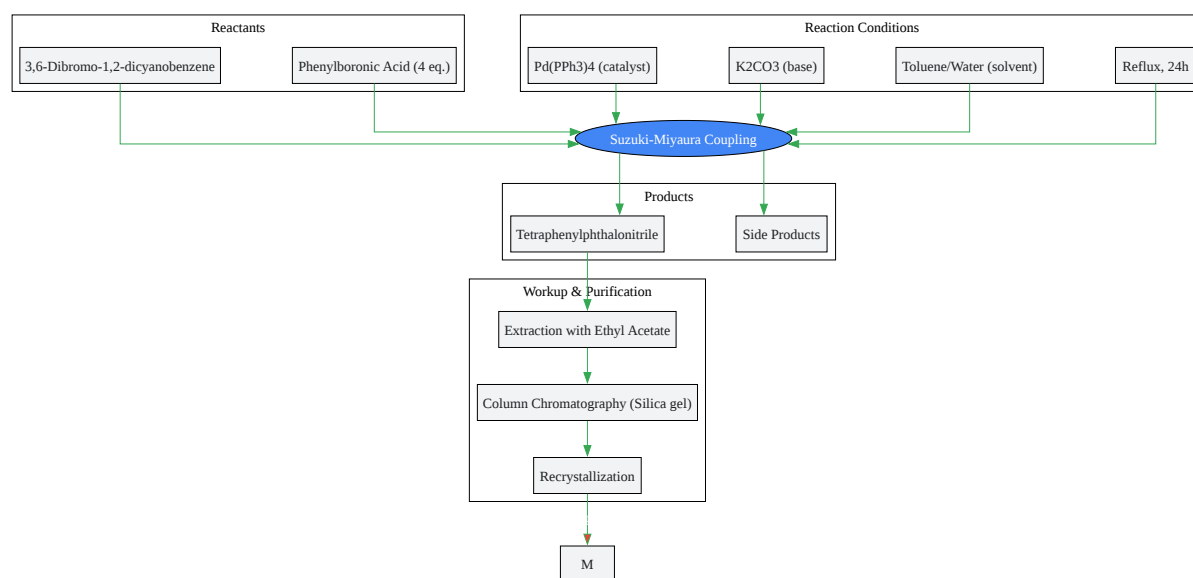 Reactants
Reaction Conditions
3,6-Dibromo-1,2-dicyanobenzene
Phenylboronic Acid (4 eq.)
Pd(PPh3)4 (catalyst)
K2CO3 (base)
Toluene/Water (solvent)
Reflux, 24h
Suzuki-Miyaura Coupling
Products
Tetraphenylphthalonitrile
Side Products
Workup & Purification
Extraction with Ethyl Acetate
Column Chromatography (Silica gel)
Recrystallization
M